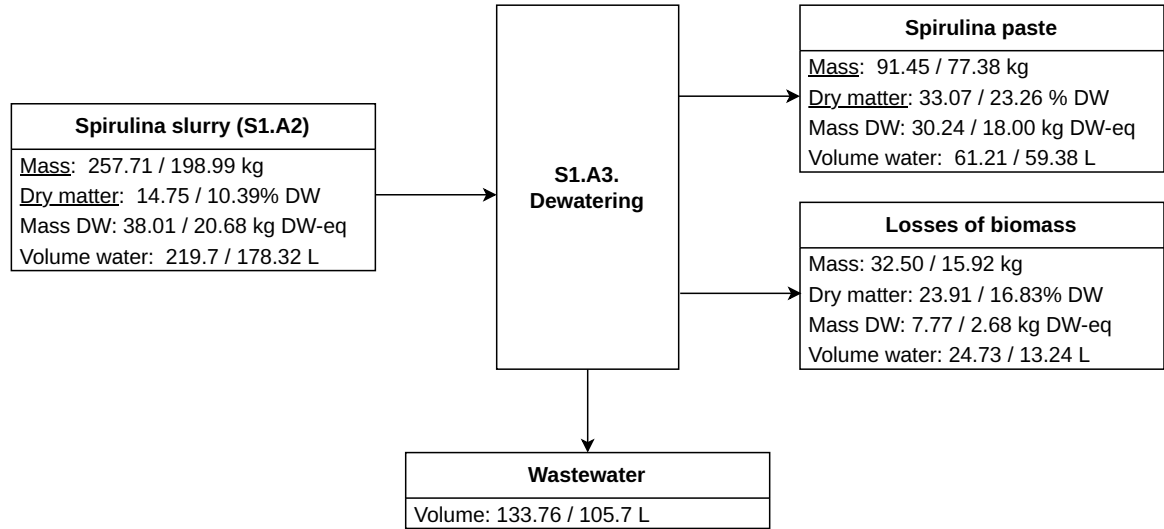 Spirulina slurry (S1.A2)
Mass:  257.71 / 198.99 kg
Dry matter: 14.75 / 10.39% DW
Mass DW: 38.01 / 20.68 kg DW-eq
Volume water:  219.7 / 178.32 L
S1.A3.
Dewatering
Spirulina paste
Mass:  91.45 / 77.38 kg
Dry matter: 33.07 / 23.26 % DW
Mass DW: 30.24 / 18.00 kg DW-eq
Volume water:  61.21 / 59.38 L
Losses of biomass
Mass: 32.50 / 15.92 kg
Dry matter: 23.91 / 16.83% DW
Mass DW: 7.77 / 2.68 kg DW-eq
Volume water: 24.73 / 13.24 L
Wastewater
Volume: 133.76 / 105.7 L